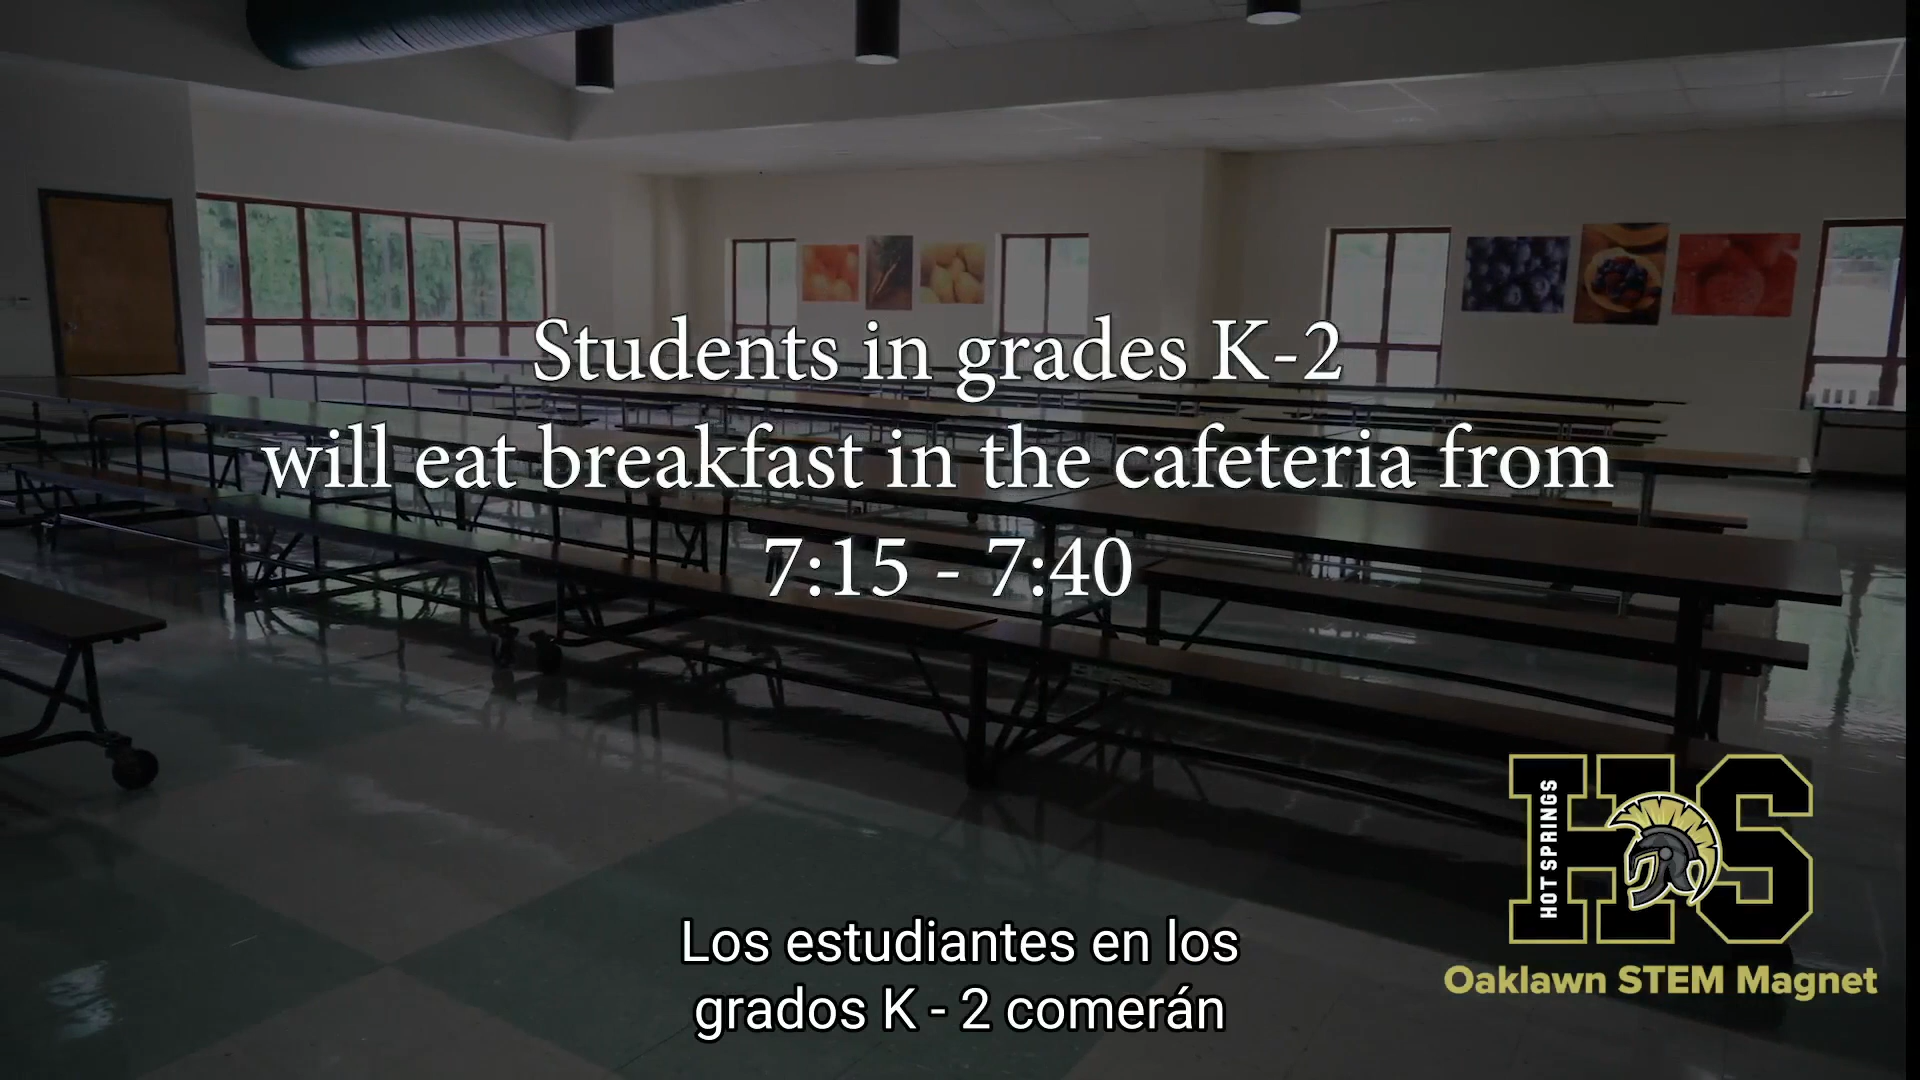 Students in grades K-2
will eat breakfast in the cafeteria from
7:15 - 7:40
HOT SPRINGS
HS
Oaklawn STEM Magnet
Los estudiantes en los
grados K - 2 comerán